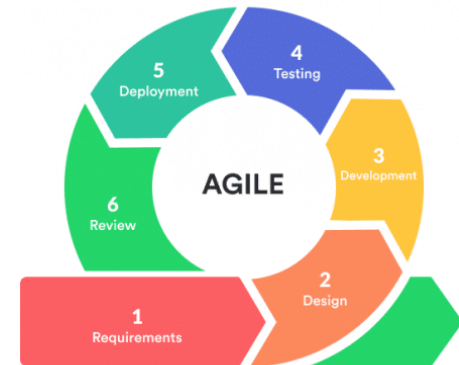 4
Testing
5
Deployment
3
Development
AGILE
6
Review
2
Design
1
Requirements